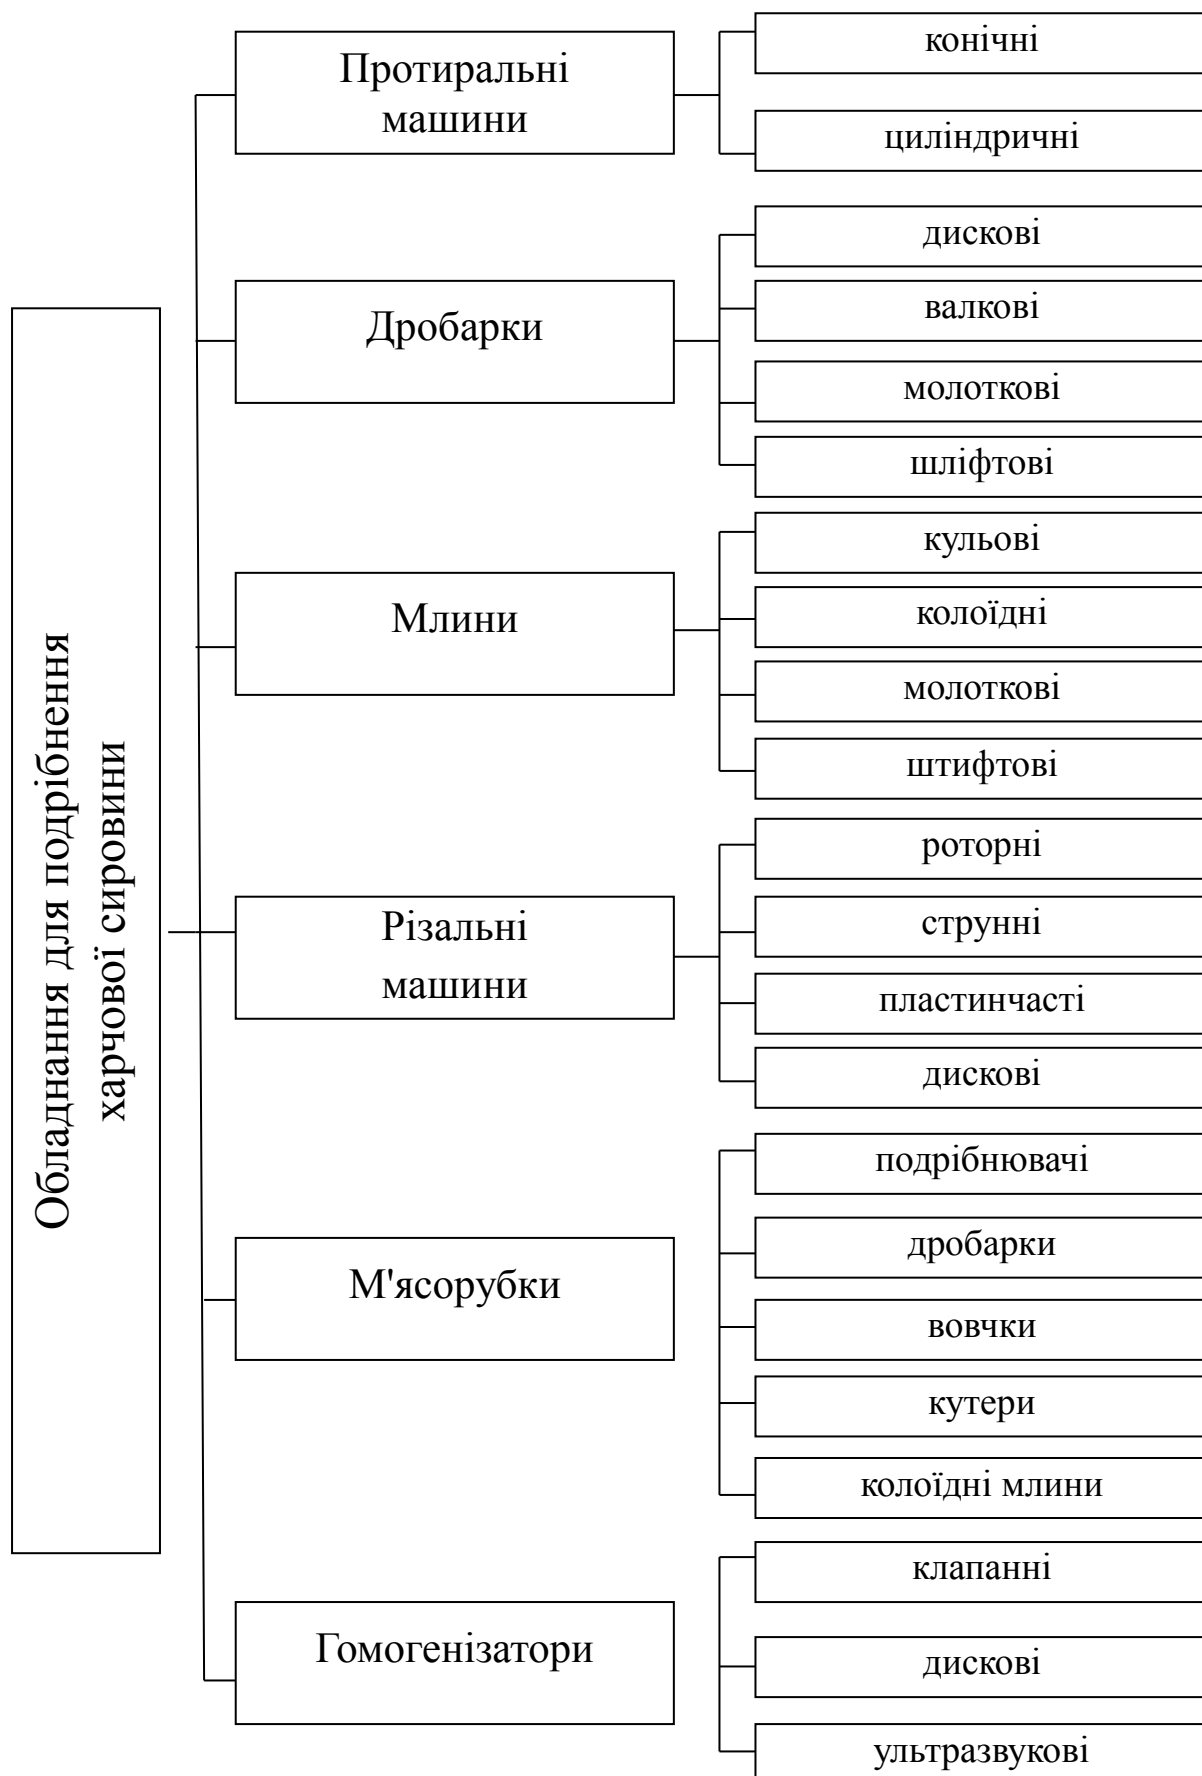 Обладнання для подрібнення
харчової сировини
Протиральні
машини
конічні
циліндричні
Дробарки
дискові
валкові
молоткові
шліфтові
Млини
кульові
колоїдні
молоткові
штифтові
Різальні
машини
роторні
струнні
пластинчасті
дискові
М'ясорубки
подрібнювачі
дробарки
вовчки
кутери
колоїдні млини
Гомогенізатори
клапанні
дискові
ультразвукові